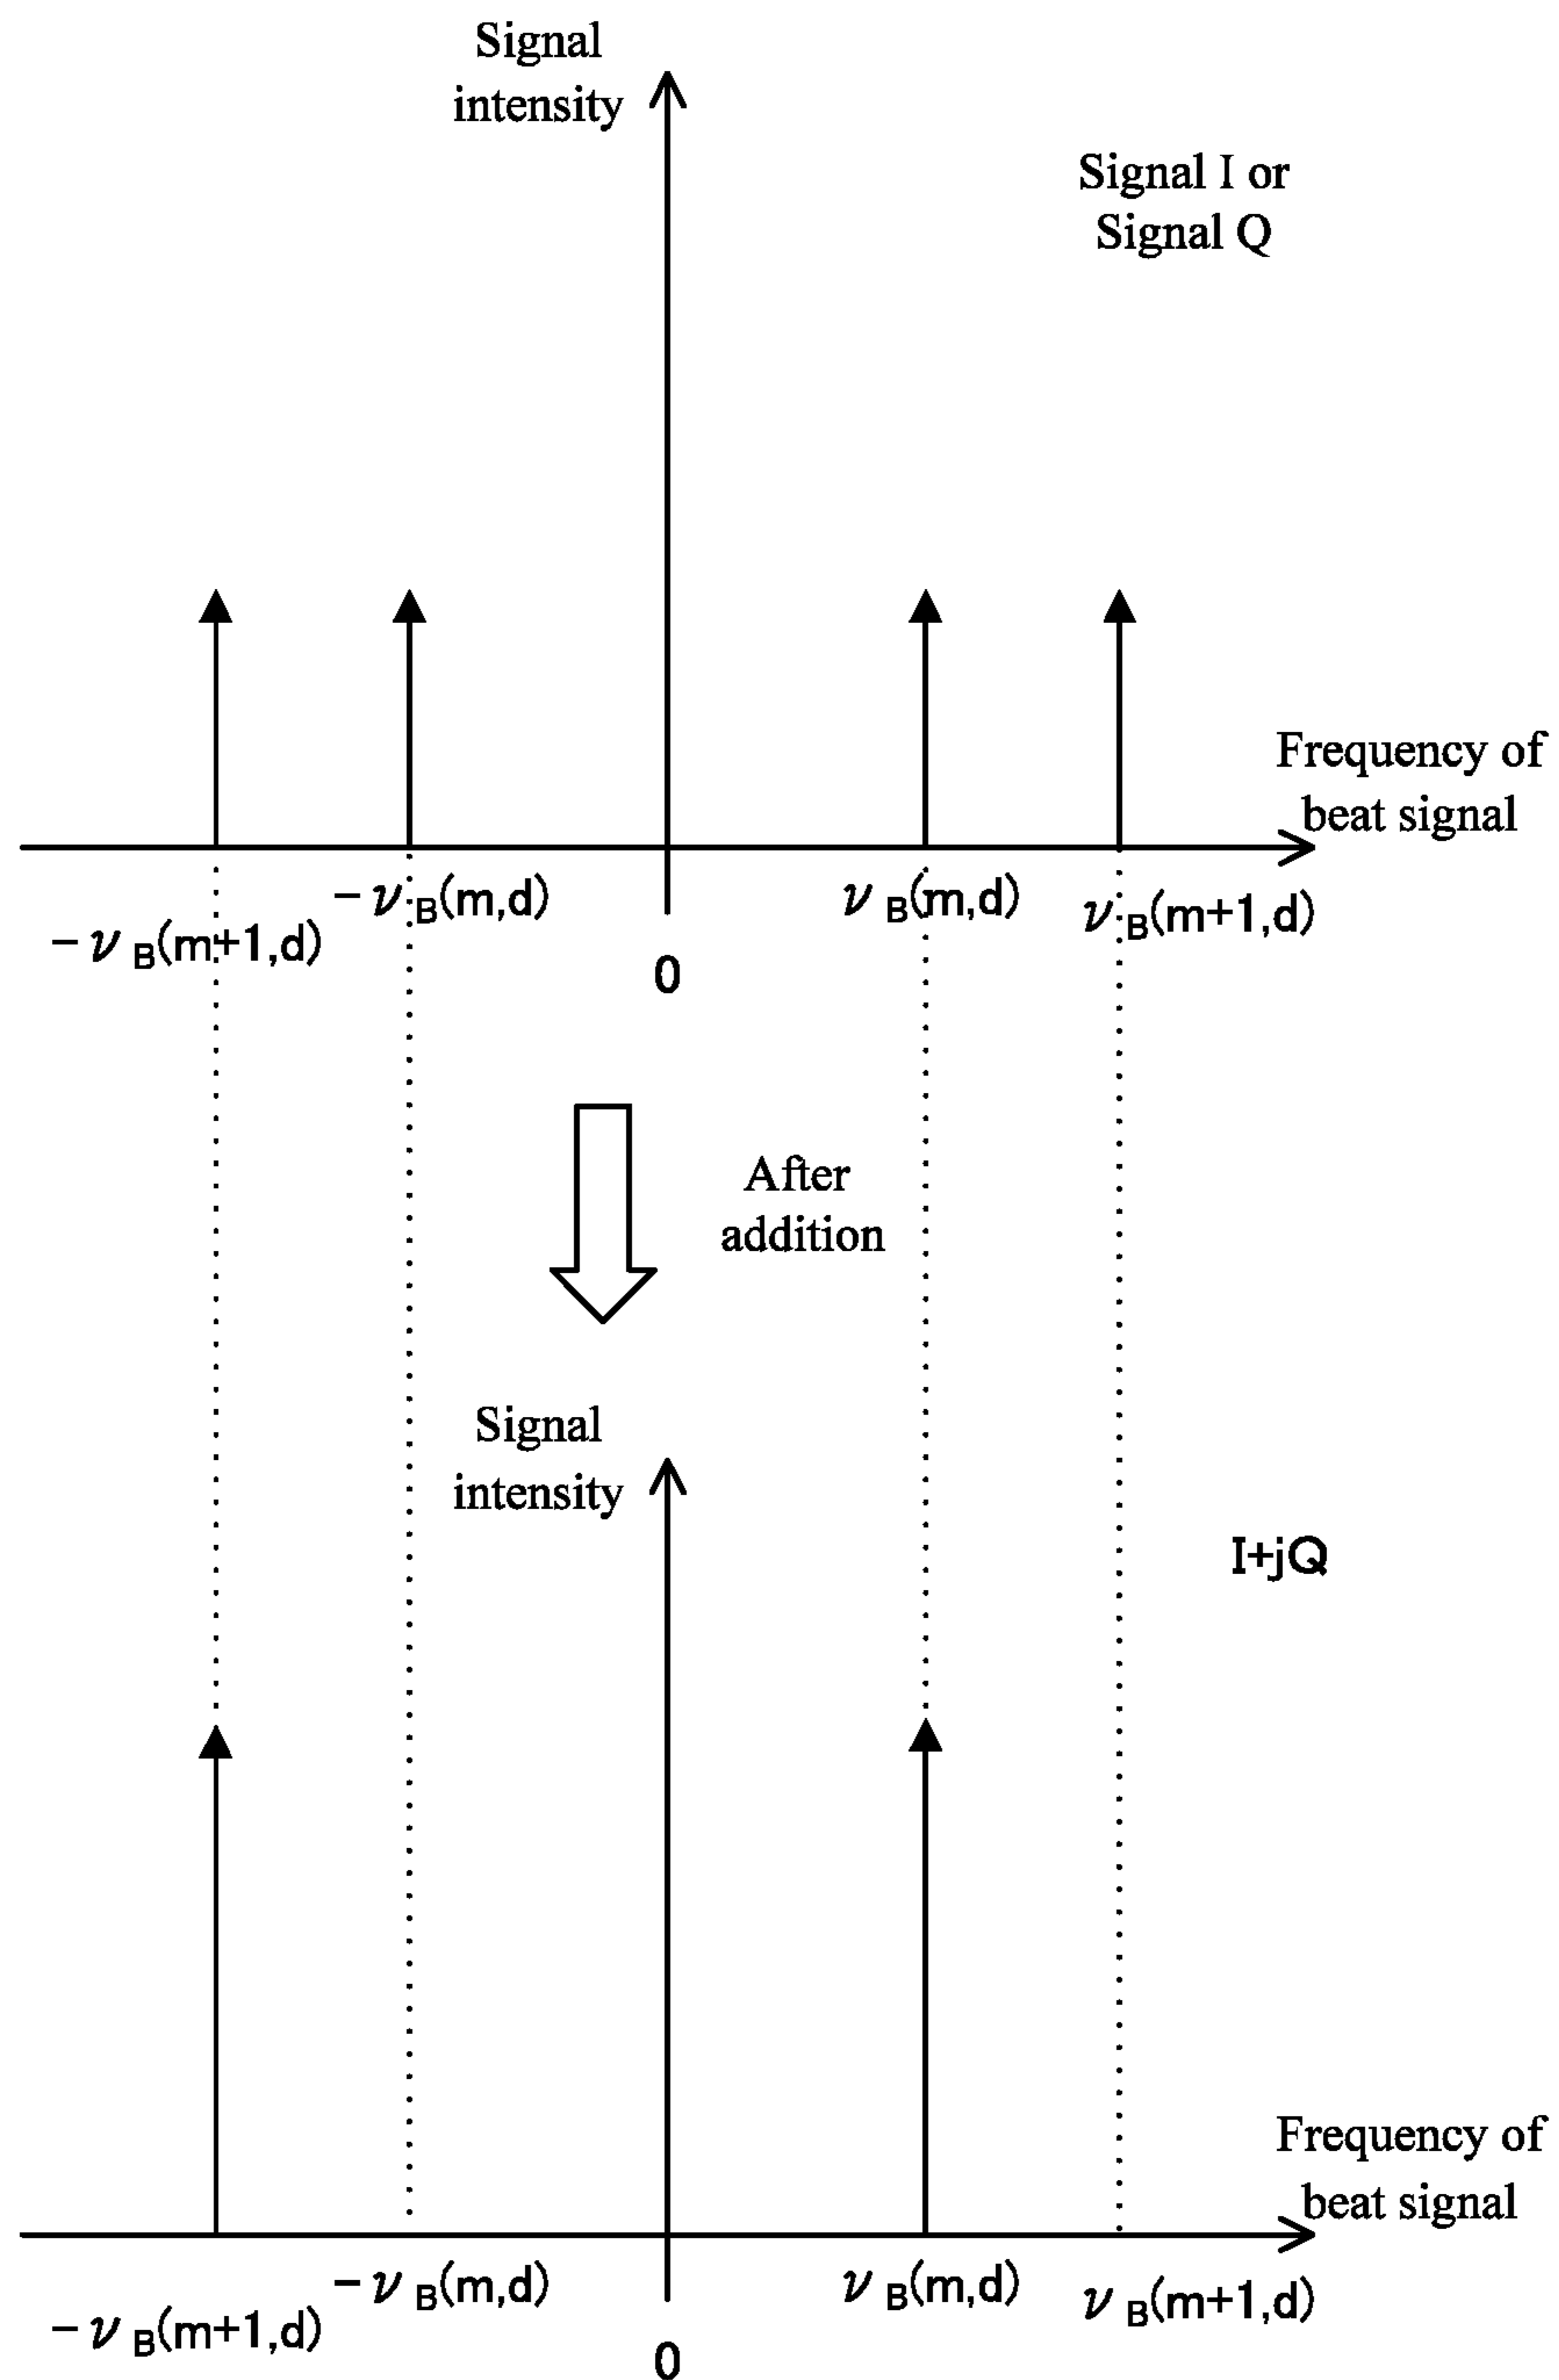 Signal
intensity
Signal I or
Signal Q
Frequency of
beat signal
−ν B(m+1,d)
−ν B(m,d)
0
ν B(m,d)
ν B(m+1,d)
After
addition
Signal
intensity
I+jQ
Frequency of
beat signal
−ν B(m+1,d)
−ν B(m,d)
0
ν B(m,d)
ν B(m+1,d)